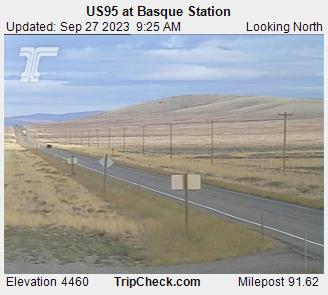 US95 at Basque Station
Updated: Sep 27 2023 9:25 AM Looking North
Elevation 4460 TripCheck.com Milepost 91.62